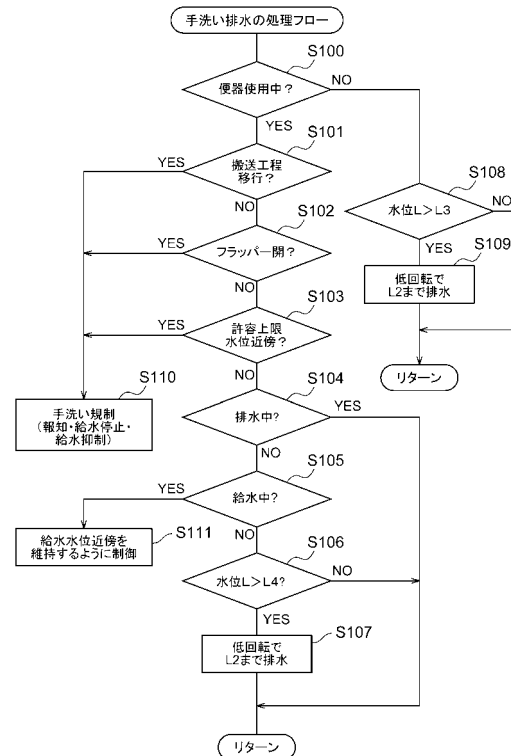 手洗い排水の処理フロー
S100
便器使用中？
NO
YES
S101
搬送工程
移行？
YES
NO
S102
フラッパー開？
YES
NO
S103
許容上限
水位近傍？
YES
NO
S104
排水中？
YES
NO
S105
給水中？
YES
NO
S106
水位L＞L4？
NO
YES
S107
低回転で
L2まで排水
リターン
S108
水位L＞L3
NO
YES
S109
低回転で
L2まで排水
リターン
S110
手洗い規制
（報知・給水停止・
給水抑制）
S111
給水水位近傍を
維持するように制御